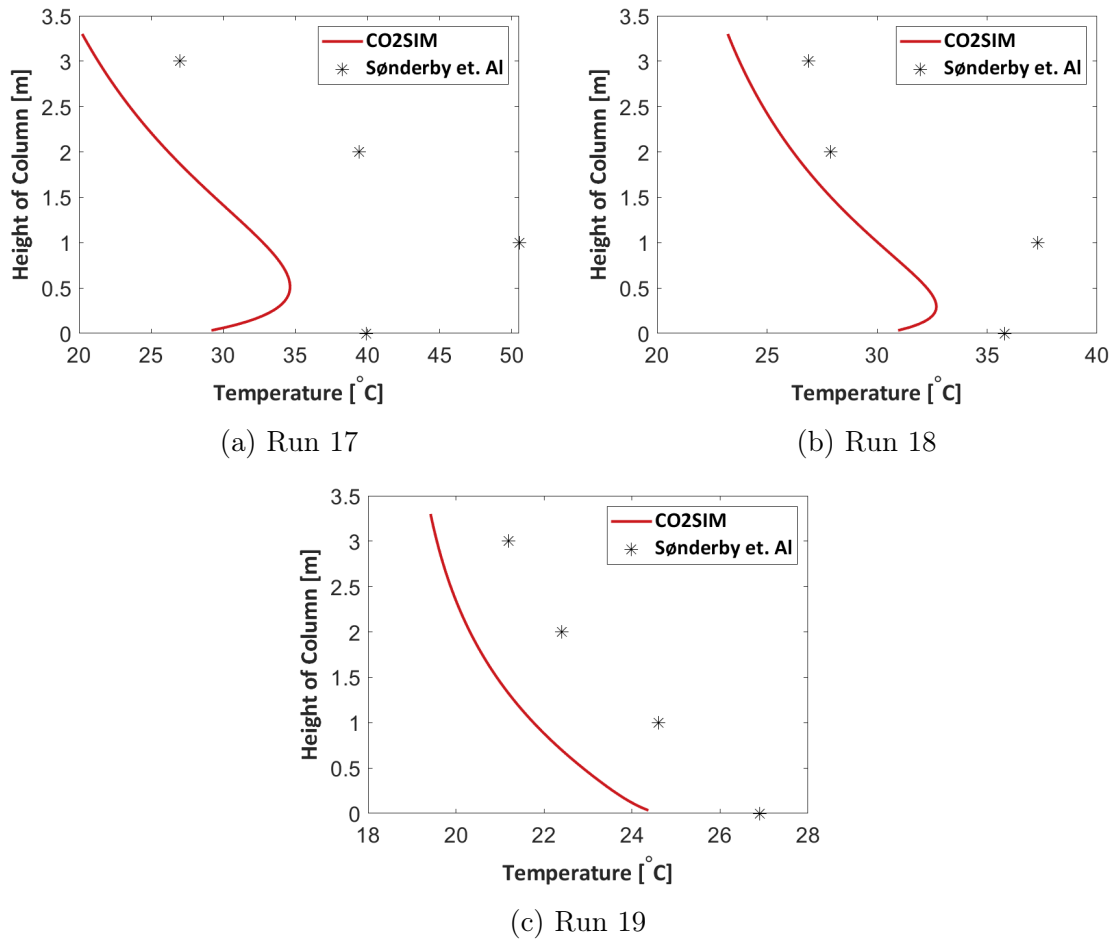 3.5
3
2.5
2
1.5
1
0.5
0
Height of Column [m]
CO2SIM
Sønderby et. Al
20 25 30 35 40 45 50
Temperature [°C]
(a) Run 17
3.5
3
2.5
2
1.5
1
0.5
0
Height of Column [m]
CO2SIM
Sønderby et. Al
20 25 30 35 40
Temperature [°C]
(b) Run 18
3.5
3
2.5
2
1.5
1
0.5
0
Height of Column [m]
CO2SIM
Sønderby et. Al
18 20 22 24 26 28
Temperature [°C]
(c) Run 19